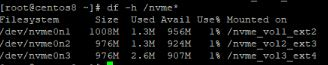 [root@centos8 ~]# df -h /nvme*
Filesystem Size Used Avail Use% Mounted on
/dev/nvme0n1 1008M 1.3M 956M 1% /nvme_vol1_ext2
/dev/nvme0n2 976M 1.3M 924M 1% /nvme_vol2_ext3
/dev/nvme0n3 976M 2.6M 907M 1% /nvme_vol3_ext4